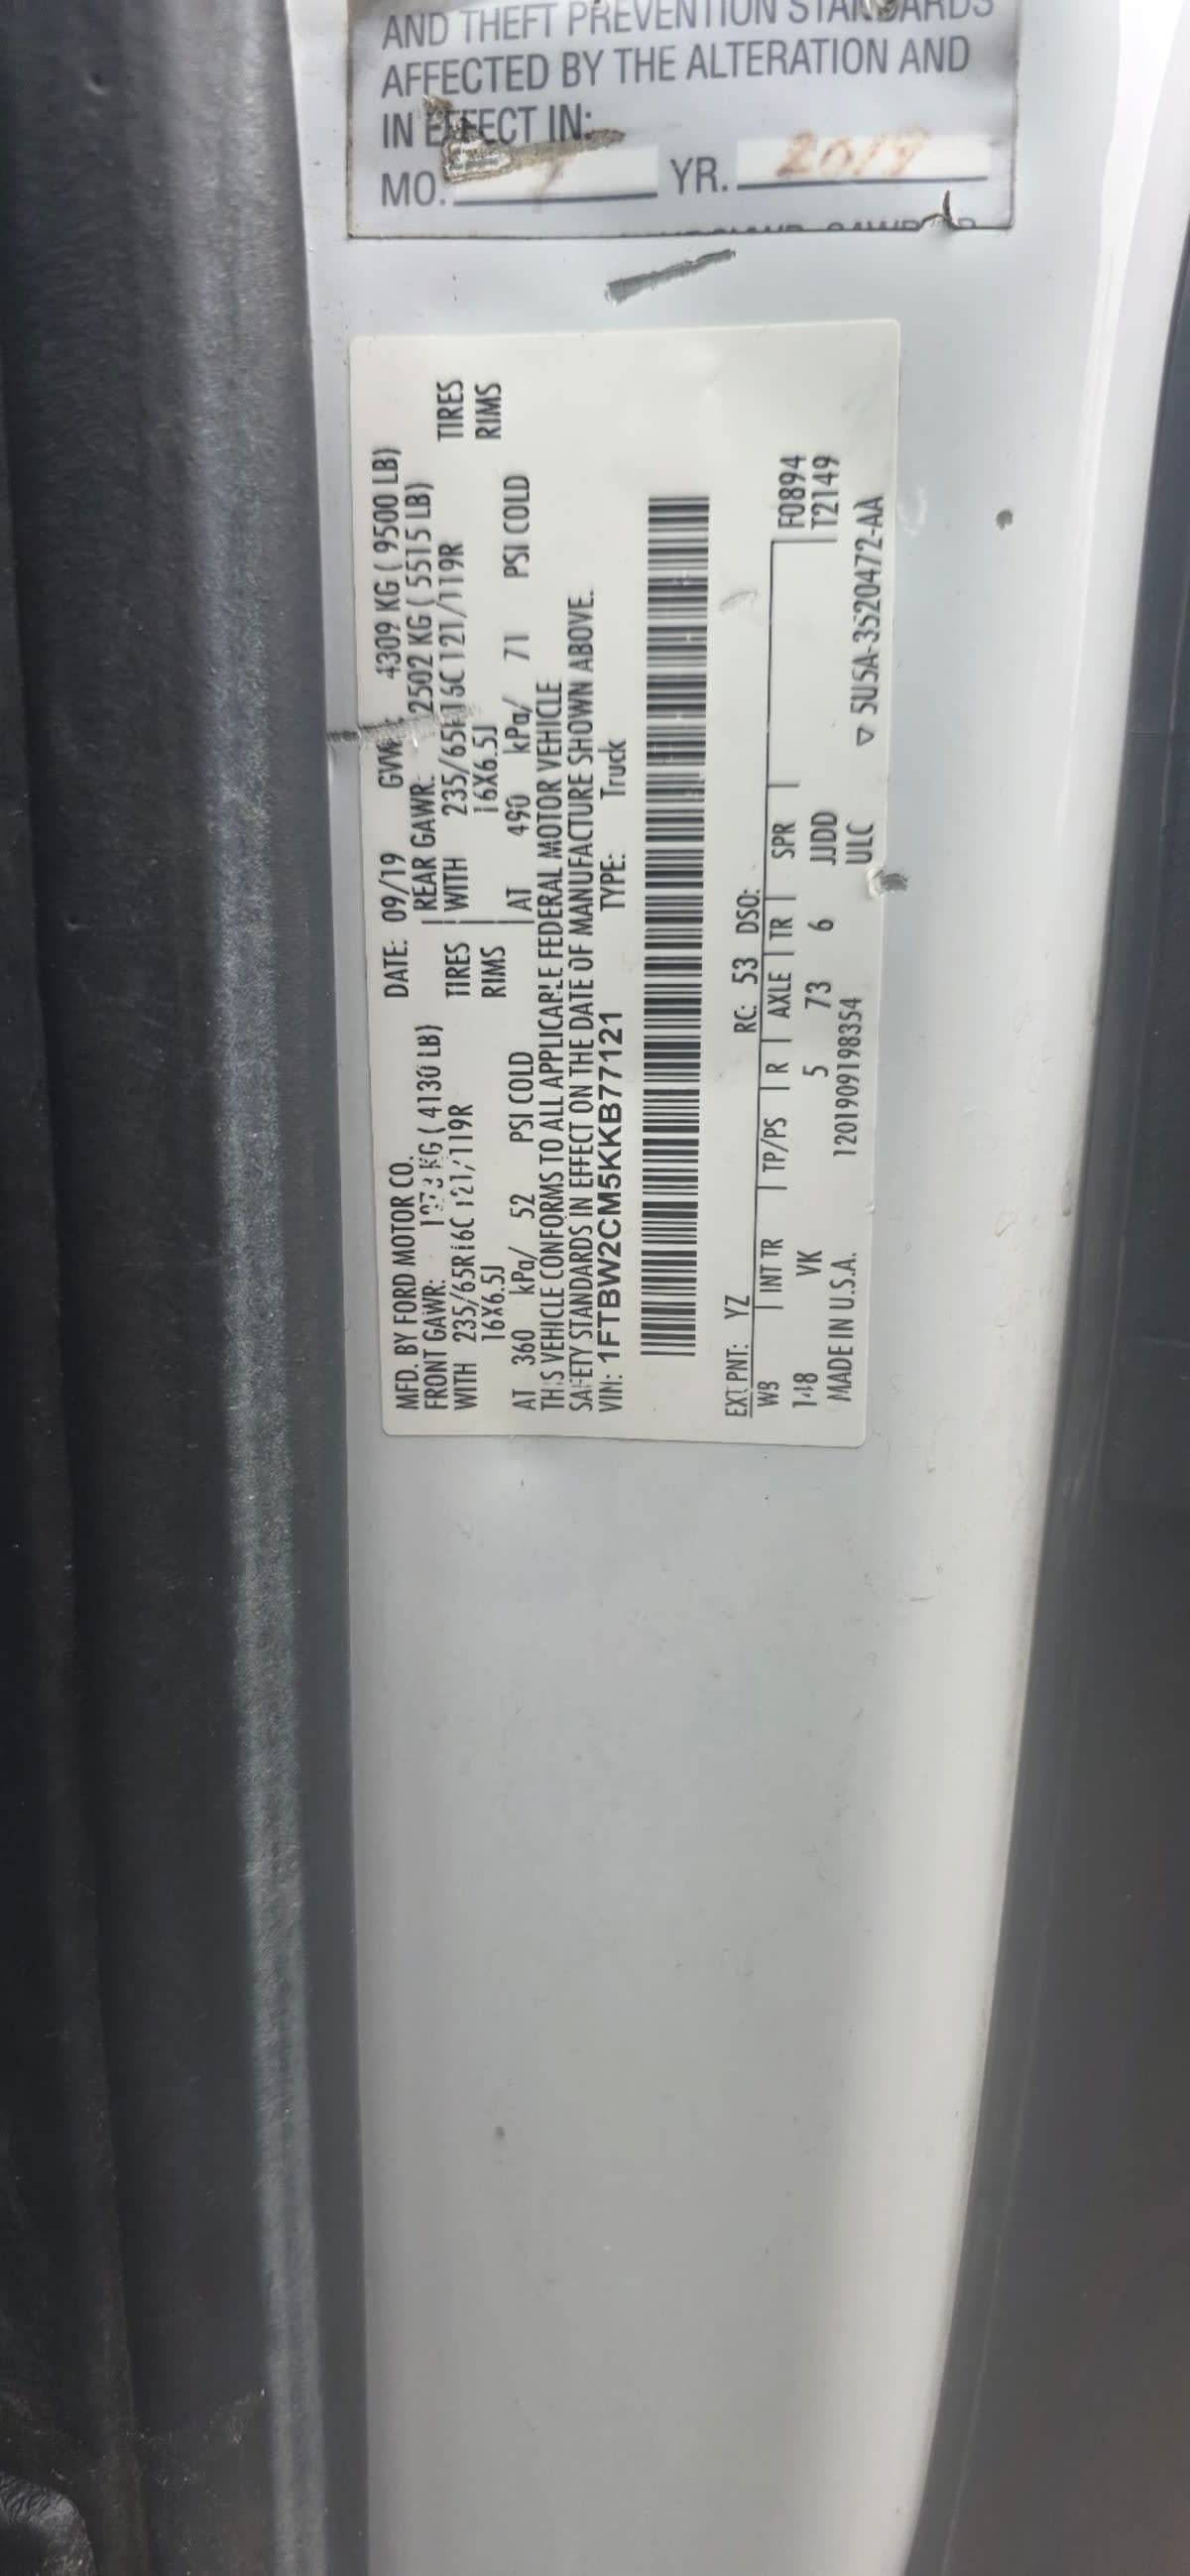 AND THEFT PREVENTION STANDARDS
AFFECTED BY THE ALTERATION AND
IN EFFECT IN:
MO. YR. 2019
MFD. BY FORD MOTOR CO. DATE: 09/19 GVWR: 4309 KG ( 9500 LB)
FRONT GAWR: KG ( 4130 LB) REAR GAWR: 2502 KG ( 5515 LB)
WITH 235/65R16C 121/119R TIRES WITH 235/65R16C 121/119R TIRES
16X6.5J RIMS 16X6.5J RIMS
AT 360 kPa/ 52 PSI COLD AT 490 kPa/ 71 PSI COLD
THIS VEHICLE CONFORMS TO ALL APPLICABLE FEDERAL MOTOR VEHICLE
SAFETY STANDARDS IN EFFECT ON THE DATE OF MANUFACTURE SHOWN ABOVE.
VIN: 1FTBW2CM5KKB77121 TYPE: Truck
EXT PNT: YZ RC: 53 DSO:
WB INT TR TP/PS R AXLE TR SPR F0894
148 VK 5 73 6 JJDD T2149
MADE IN U.S.A. 1201909198354 ULC ▽ 5U5A-3520472-AA